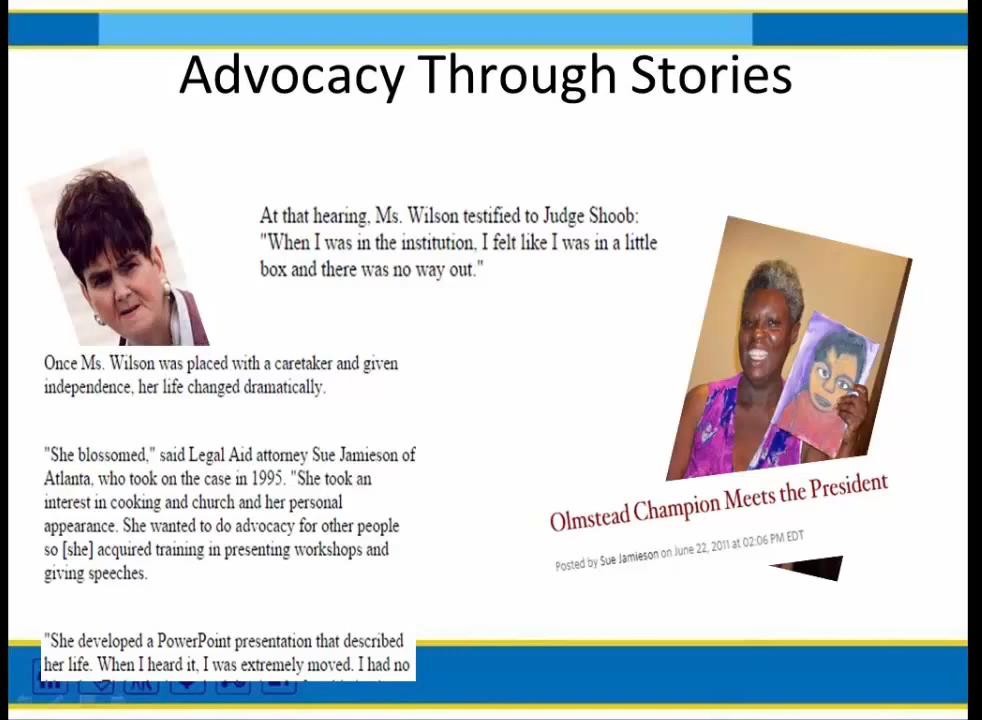 Advocacy Through Stories
At that hearing, Ms. Wilson testified to Judge Shoob:
"When I was in the institution, I felt like I was in a little
box and there was no way out."
Once Ms. Wilson was placed with a caretaker and given
independence, her life changed dramatically.
"She blossomed," said Legal Aid attorney Sue Jamieson of
Atlanta, who took on the case in 1995. "She took an
interest in cooking and church and her personal
appearance. She wanted to do advocacy for other people
so [she] acquired training in presenting workshops and
giving speeches.
"She developed a PowerPoint presentation that described
her life. When I heard it, I was extremely moved. I had no
Olmstead Champion Meets the President
Posted by Sue Jamieson on June 22, 2011 at 02:06 PM EDT